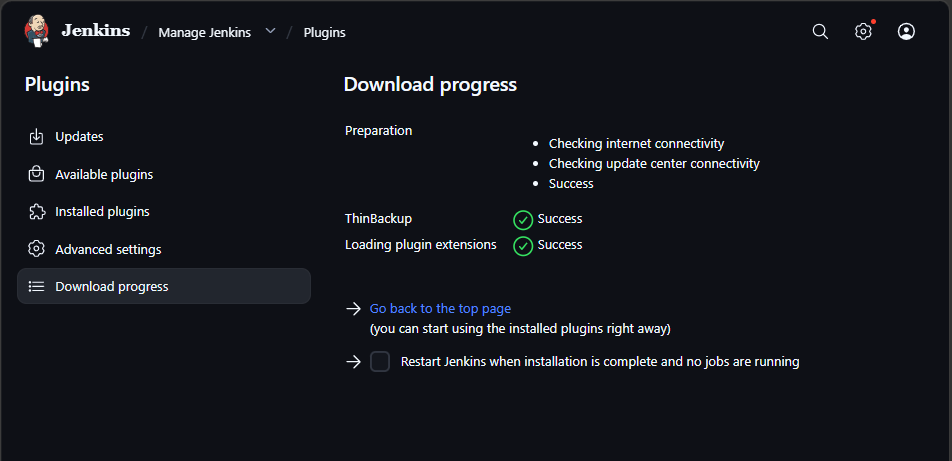 Jenkins / Manage Jenkins / Plugins
Plugins
Updates
Available plugins
Installed plugins
Advanced settings
Download progress
Download progress
Preparation
Checking internet connectivity
Checking update center connectivity
Success
ThinBackup Success
Loading plugin extensions Success
Go back to the top page
(you can start using the installed plugins right away)
Restart Jenkins when installation is complete and no jobs are running